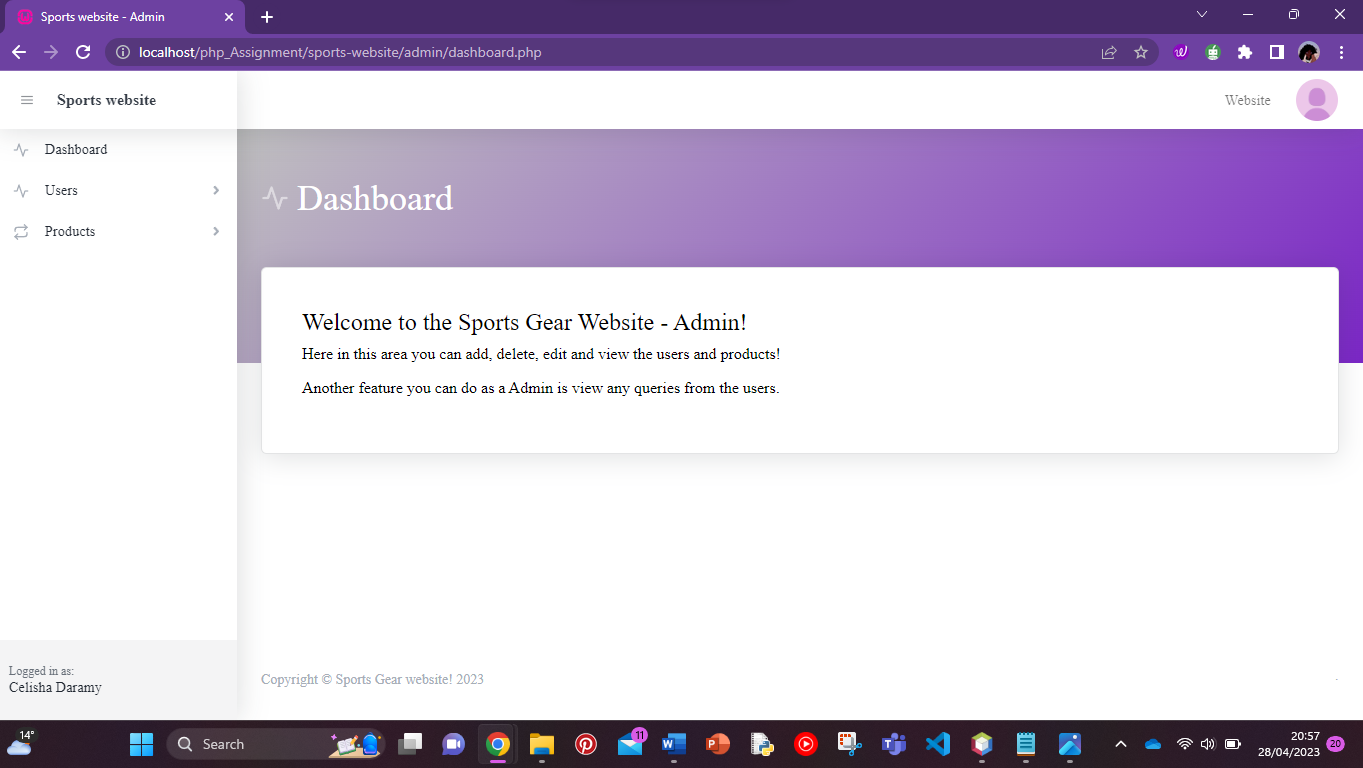 Sports website - Admin
localhost/php_Assignment/sports-website/admin/dashboard.php
Sports website
Website
Dashboard
Users
Products
Dashboard
Welcome to the Sports Gear Website - Admin!
Here in this area you can add, delete, edit and view the users and products!
Another feature you can do as a Admin is view any queries from the users.
Logged in as:
Celisha Daramy
Copyright © Sports Gear website! 2023
14°
Search
11
20:57
28/04/2023
20